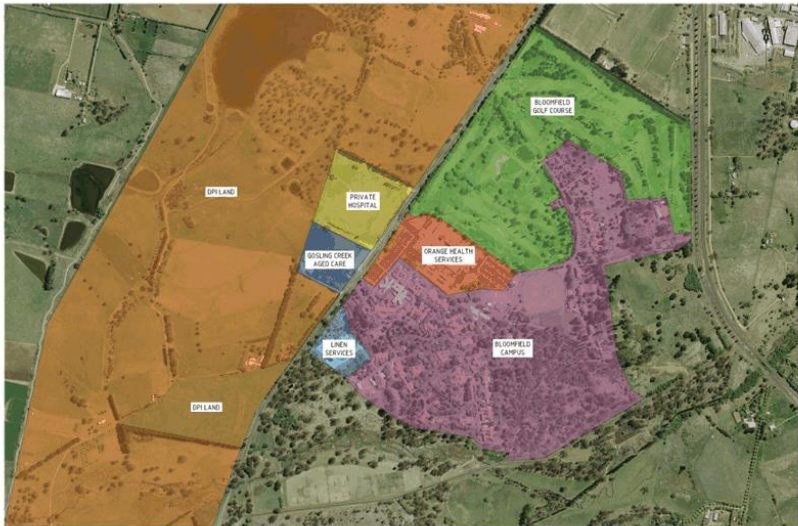 BLOOMFIELD
GOLF COURSE
DPI LAND
PRIVATE
HOSPITAL
ORANGE HEALTH
SERVICES
GOSLING CREEK
AGED CARE
LINEN
SERVICES
BLOOMFIELD
CAMPUS
DPI LAND